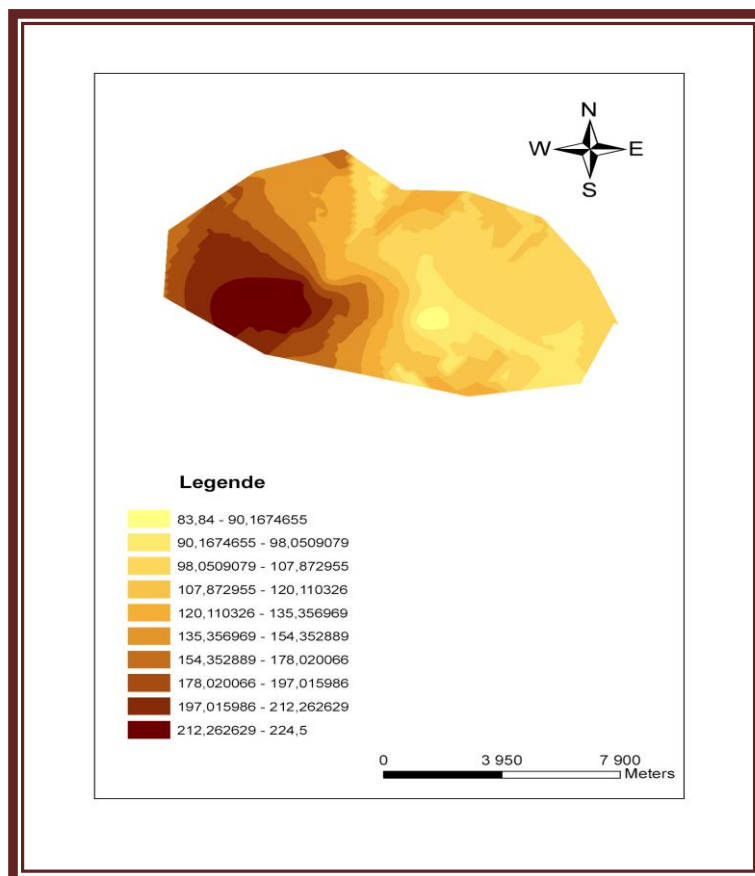 N
W E
S
Legende
83,84 - 90,1674655
90,1674655 - 98,0509079
98,0509079 - 107,872955
107,872955 - 120,110326
120,110326 - 135,356969
135,356969 - 154,352889
154,352889 - 178,020066
178,020066 - 197,015986
197,015986 - 212,262629
212,262629 - 224,5
0 3 950 7 900
Meters